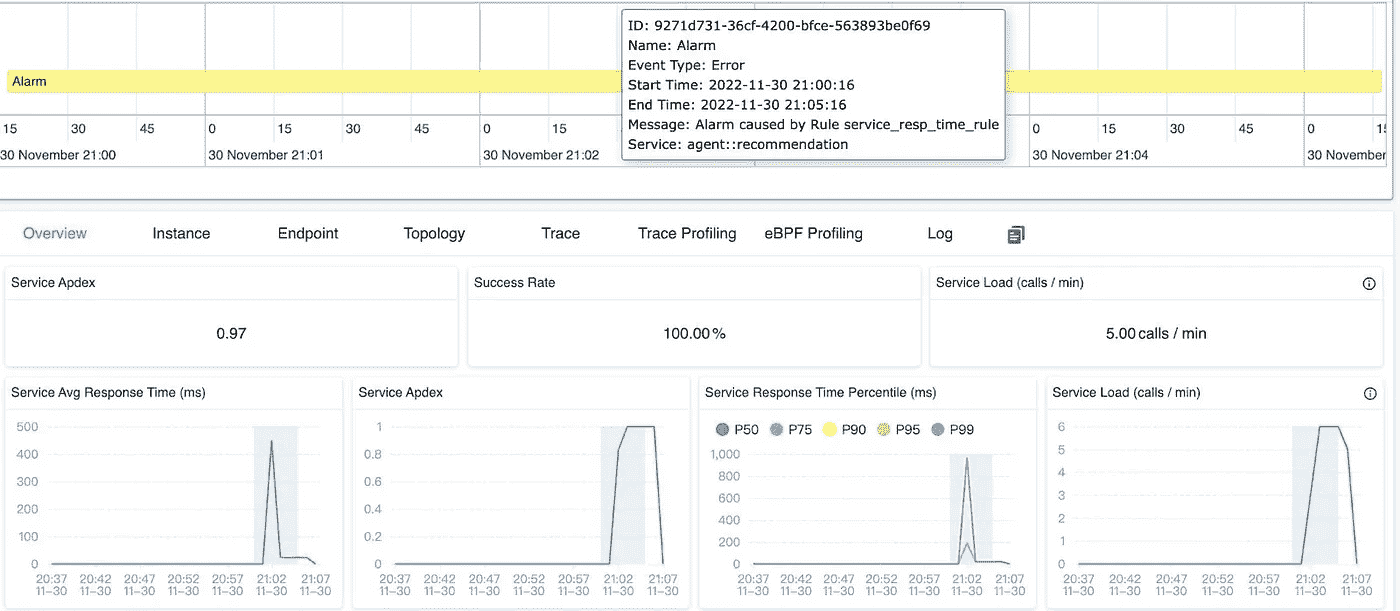 ID: 9271d731-36cf-4200-bfce-563893be0f69
Name: Alarm
Event Type: Error
Start Time: 2022-11-30 21:00:16
End Time: 2022-11-30 21:05:16
Message: Alarm caused by Rule service_resp_time_rule
Service: agent::recommendation
Alarm
15 30 45 0 15 30 45 0 15 0 15 30 45 0
30 November 21:00 30 November 21:01 30 November 21:02 30 November 21:04 30 November
Overview Instance Endpoint Topology Trace Trace Profiling eBPF Profiling Log
Service Apdex Success Rate Service Load (calls / min)
0.97 100.00% 5.00 calls / min
Service Avg Response Time (ms)
500
400
300
200
100
0
20:37 20:42 20:47 20:52 20:57 21:02 21:07
11-30 11-30 11-30 11-30 11-30 11-30 11-30
Service Apdex
1
0.8
0.6
0.4
0.2
0
20:37 20:42 20:47 20:52 20:57 21:02 21:07
11-30 11-30 11-30 11-30 11-30 11-30 11-30
Service Response Time Percentile (ms)
P50 P75 P90 P95 P99
1,000
800
600
400
200
0
20:37 20:42 20:47 20:52 20:57 21:02 21:07
11-30 11-30 11-30 11-30 11-30 11-30 11-30
Service Load (calls / min)
6
5
4
3
2
1
0
20:37 20:42 20:47 20:52 20:57 21:02 21:07
11-30 11-30 11-30 11-30 11-30 11-30 11-30